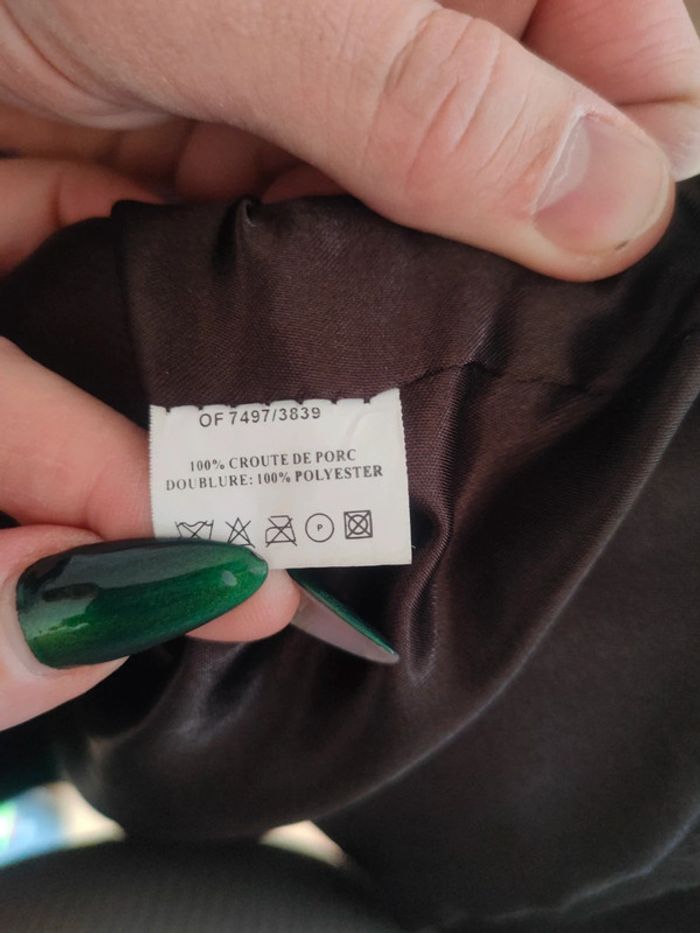 OF 7497/3839
100% CROUTE DE PORC
DOUBLURE: 100% POLYESTER
P